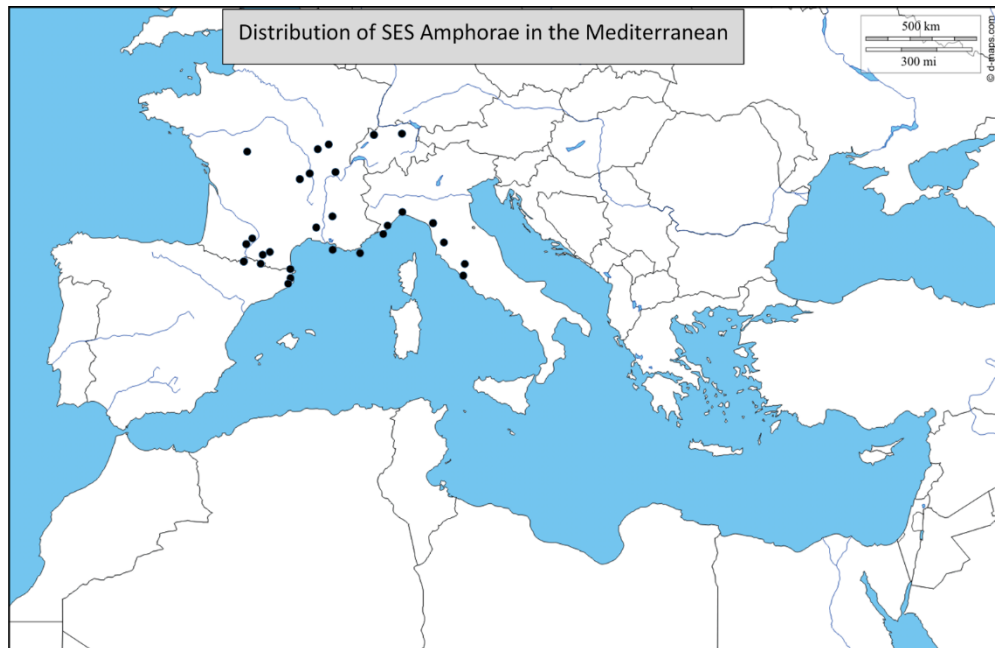 Distribution of SES Amphorae in the Mediterranean
500 km
300 mi
© d-maps.com